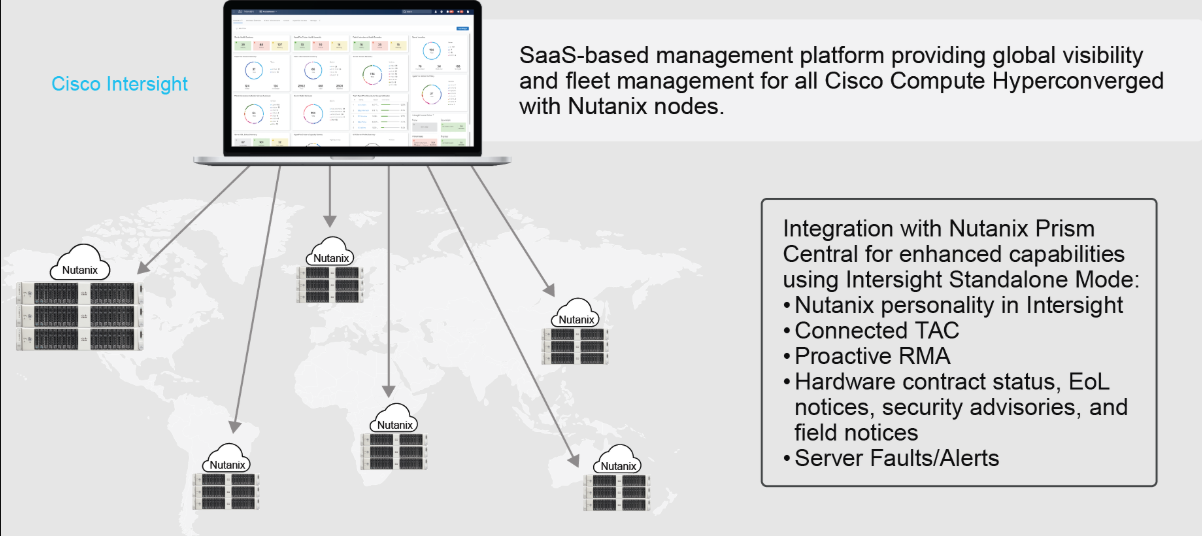 Cisco Intersight
SaaS-based management platform providing global visibility
and fleet management for all Cisco Compute Hyperconverged
with Nutanix nodes.
Nutanix
Nutanix
Nutanix
Nutanix
Nutanix
Nutanix
Integration with Nutanix Prism
Central for enhanced capabilities
using Intersight Standalone Mode:
• Nutanix personality in Intersight
• Connected TAC
• Proactive RMA
• Hardware contract status, EoL
notices, security advisories, and
field notices
• Server Faults/Alerts